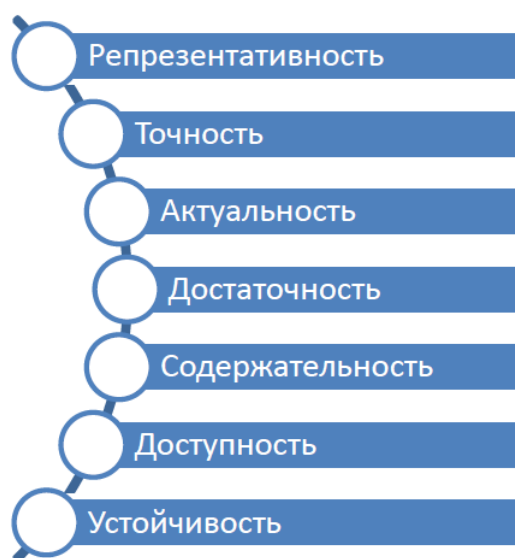 Репрезентативность
Точность
Актуальность
Достаточность
Содержательность
Доступность
Устойчивость